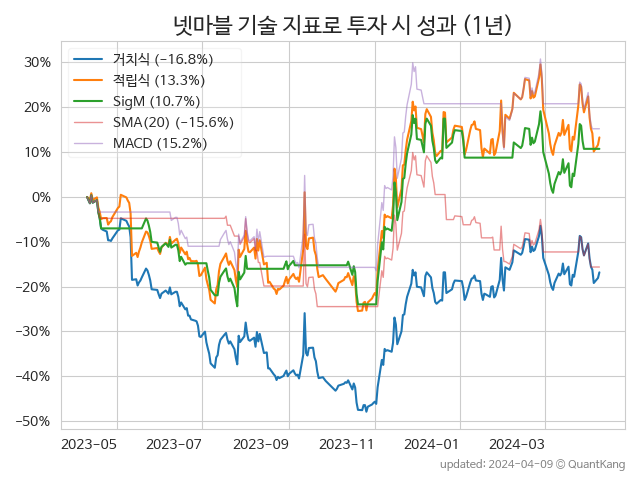 넷마블 기술 지표로 투자 시 성과 (1년)
거치식 (−16.8%)
적립식 (13.3%)
SigM (10.7%)
SMA(20) (−15.6%)
MACD (15.2%)
30%
20%
10%
0%
−10%
−20%
−30%
−40%
−50%
2023-05 2023-07 2023-09 2023-11 2024-01 2024-03
updated: 2024-04-09 © QuantKang